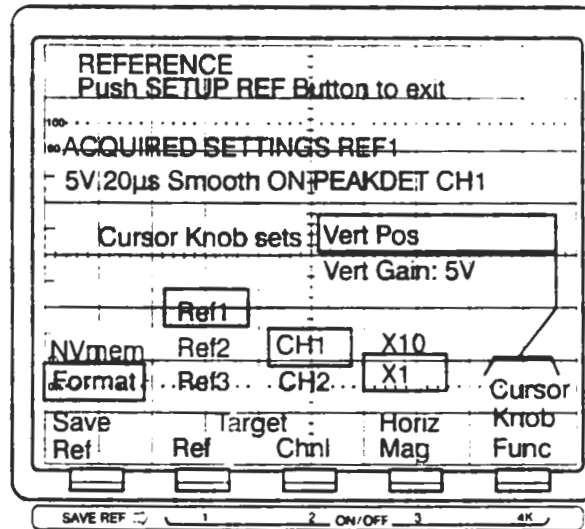 REFERENCE
Push SETUP REF Button to exit
100
90 ACQUIRED SETTINGS REF1
5V 20µs Smooth ON PEAKDET CH1
Cursor Knob sets Vert Pos
Vert Gain: 5V
Ref1
NVmem Ref2 CH1 X10
Format Ref3 CH2 X1
Cursor
Save Target Horiz Knob
Ref Ref Chnl Mag Func
SAVE REF 1 2 ON/OFF 3 4K